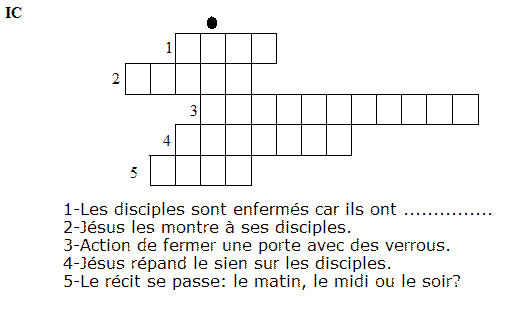 IC
1
2
3
4
5
1-Les disciples sont enfermés car ils ont ...............
2-Jésus les montre à ses disciples.
3-Action de fermer une porte avec des verrous.
4-Jésus répand le sien sur les disciples.
5-Le récit se passe: le matin, le midi ou le soir?